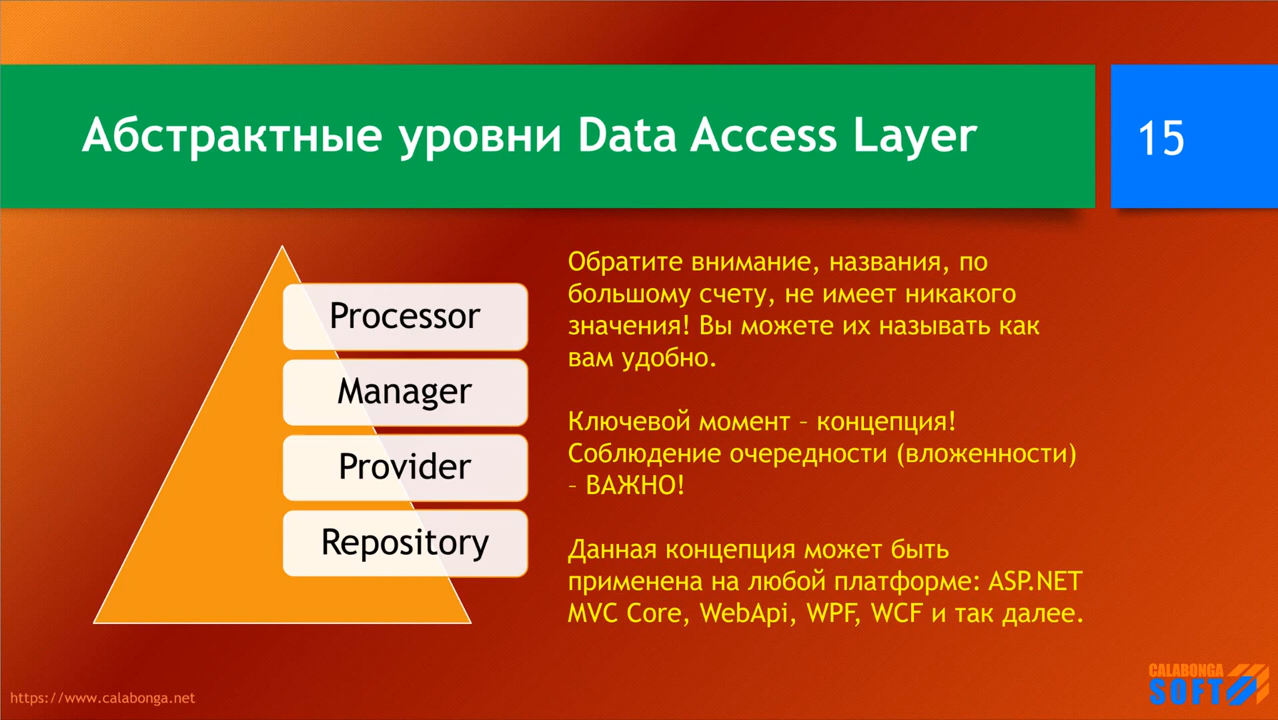 Абстрактные уровни Data Access Layer
15
Processor
Manager
Provider
Repository
Обратите внимание, названия, по
большому счету, не имеет никакого
значения! Вы можете их называть как
вам удобно.
Ключевой момент – концепция!
Соблюдение очередности (вложенности)
– ВАЖНО!
Данная концепция может быть
применена на любой платформе: ASP.NET
MVC Core, WebApi, WPF, WCF и так далее.
https://www.calabonga.net
CALABONGA
SOFT